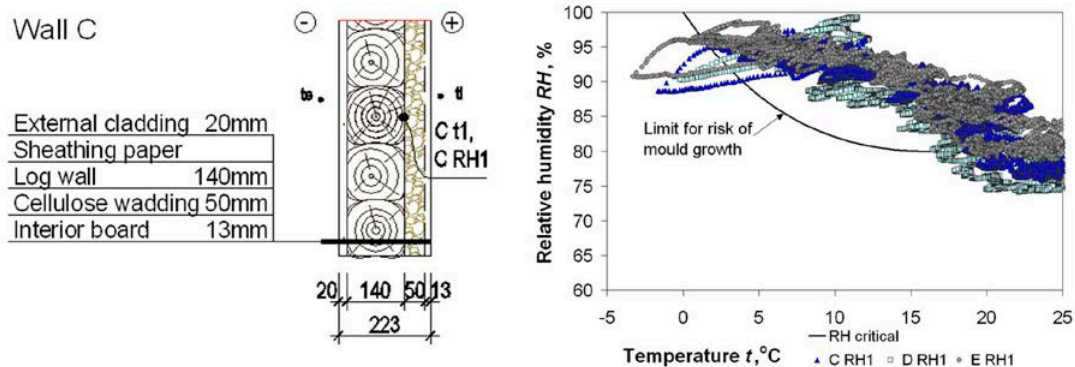 Wall C
External cladding 20mm
Sheathing paper
Log wall 140mm
Cellulose wadding 50mm
Interior board 13mm
- +
te ti
C t1,
C RH1
20 140 50 13
223
Relative humidity RH, %
100
95
90
85
80
75
70
65
60
Limit for risk of
mould growth
-5 0 5 10 15 20 25
Temperature t,°C
RH critical
C RH1 D RH1 E RH1